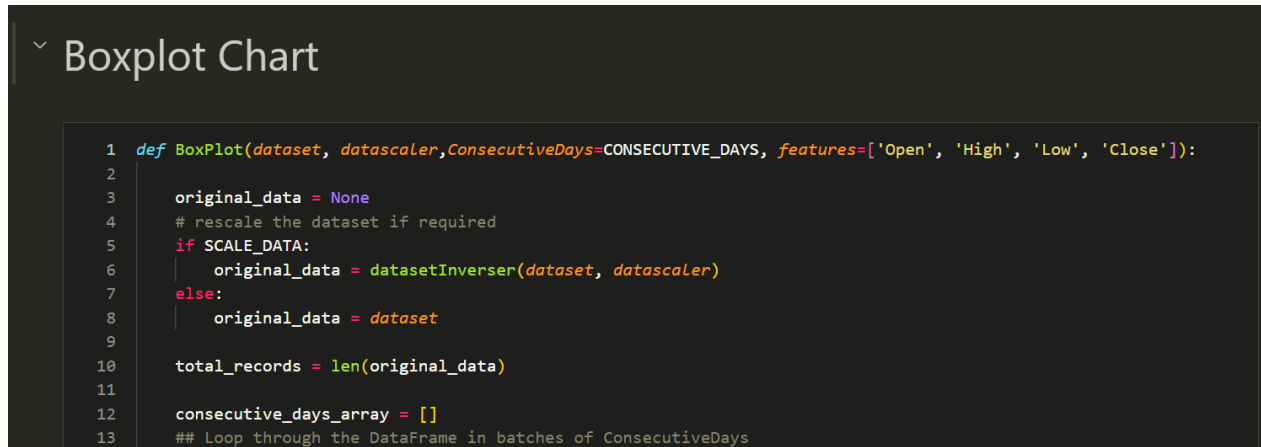 Boxplot Chart
1 def BoxPlot(dataset, datascaler,ConsecutiveDays=CONSECUTIVE_DAYS, features=['Open', 'High', 'Low', 'Close']):
2
3     original_data = None
4     # rescale the dataset if required
5     if SCALE_DATA:
6         original_data = datasetInverser(dataset, datascaler)
7     else:
8         original_data = dataset
9
10     total_records = len(original_data)
11
12     consecutive_days_array = []
13     ## Loop through the DataFrame in batches of ConsecutiveDays